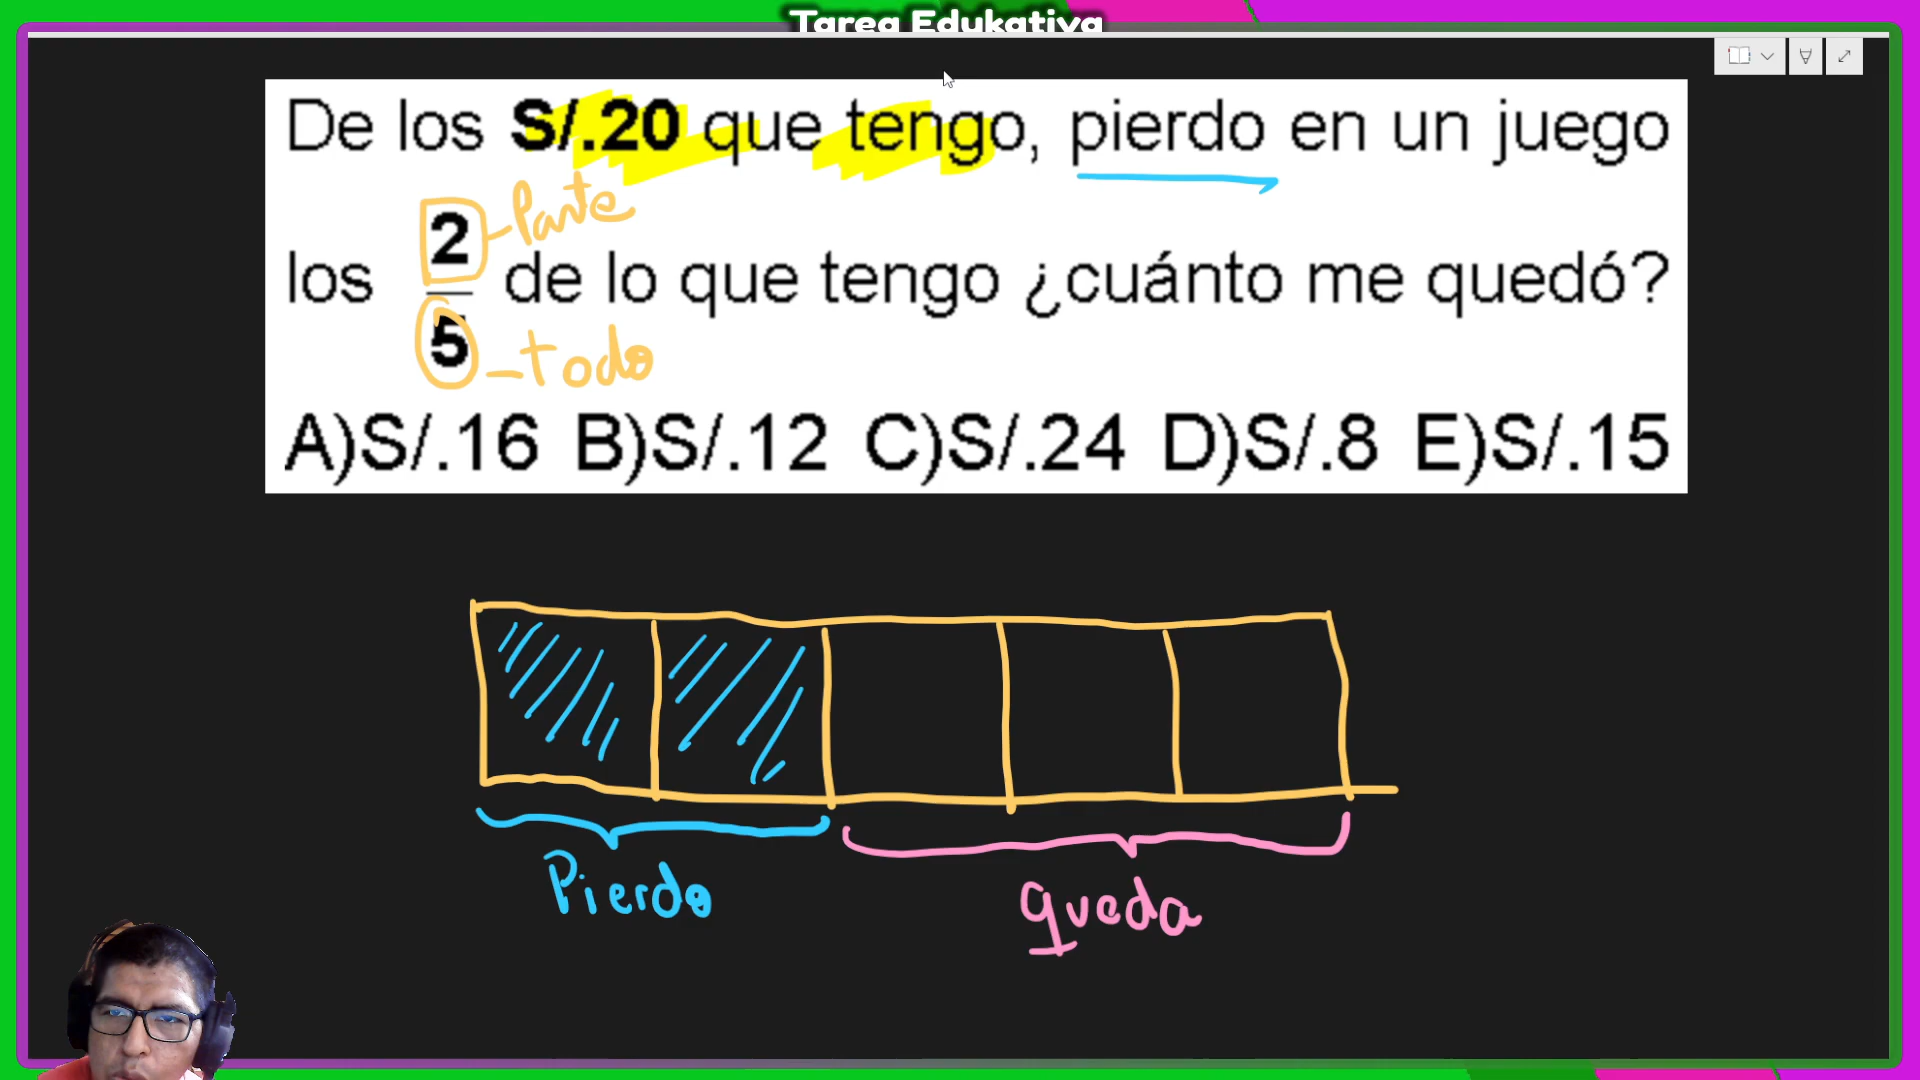 Tarea Edukativa
De los S/.20 que tengo, pierdo en un juego
2 - Parte
los — de lo que tengo ¿cuánto me quedó?
5 - todo
A)S/.16 B)S/.12 C)S/.24 D)S/.8 E)S/.15
Pierdo
queda